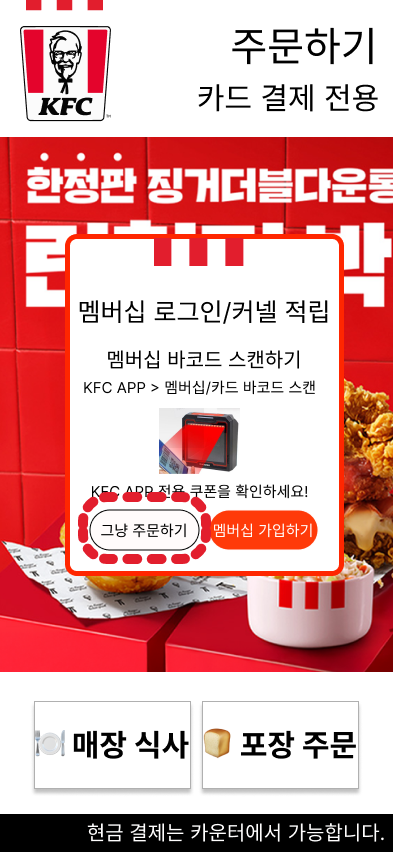 주문하기
카드 결제 전용
KFC
한정판 징거더블다운통
멤버십 로그인/커넬 적립
멤버십 바코드 스캔하기
KFC APP > 멤버십/카드 바코드 스캔
KFC APP 전용 쿠폰을 확인하세요!
그냥 주문하기
멤버십 가입하기
매장 식사
포장 주문
현금 결제는 카운터에서 가능합니다.